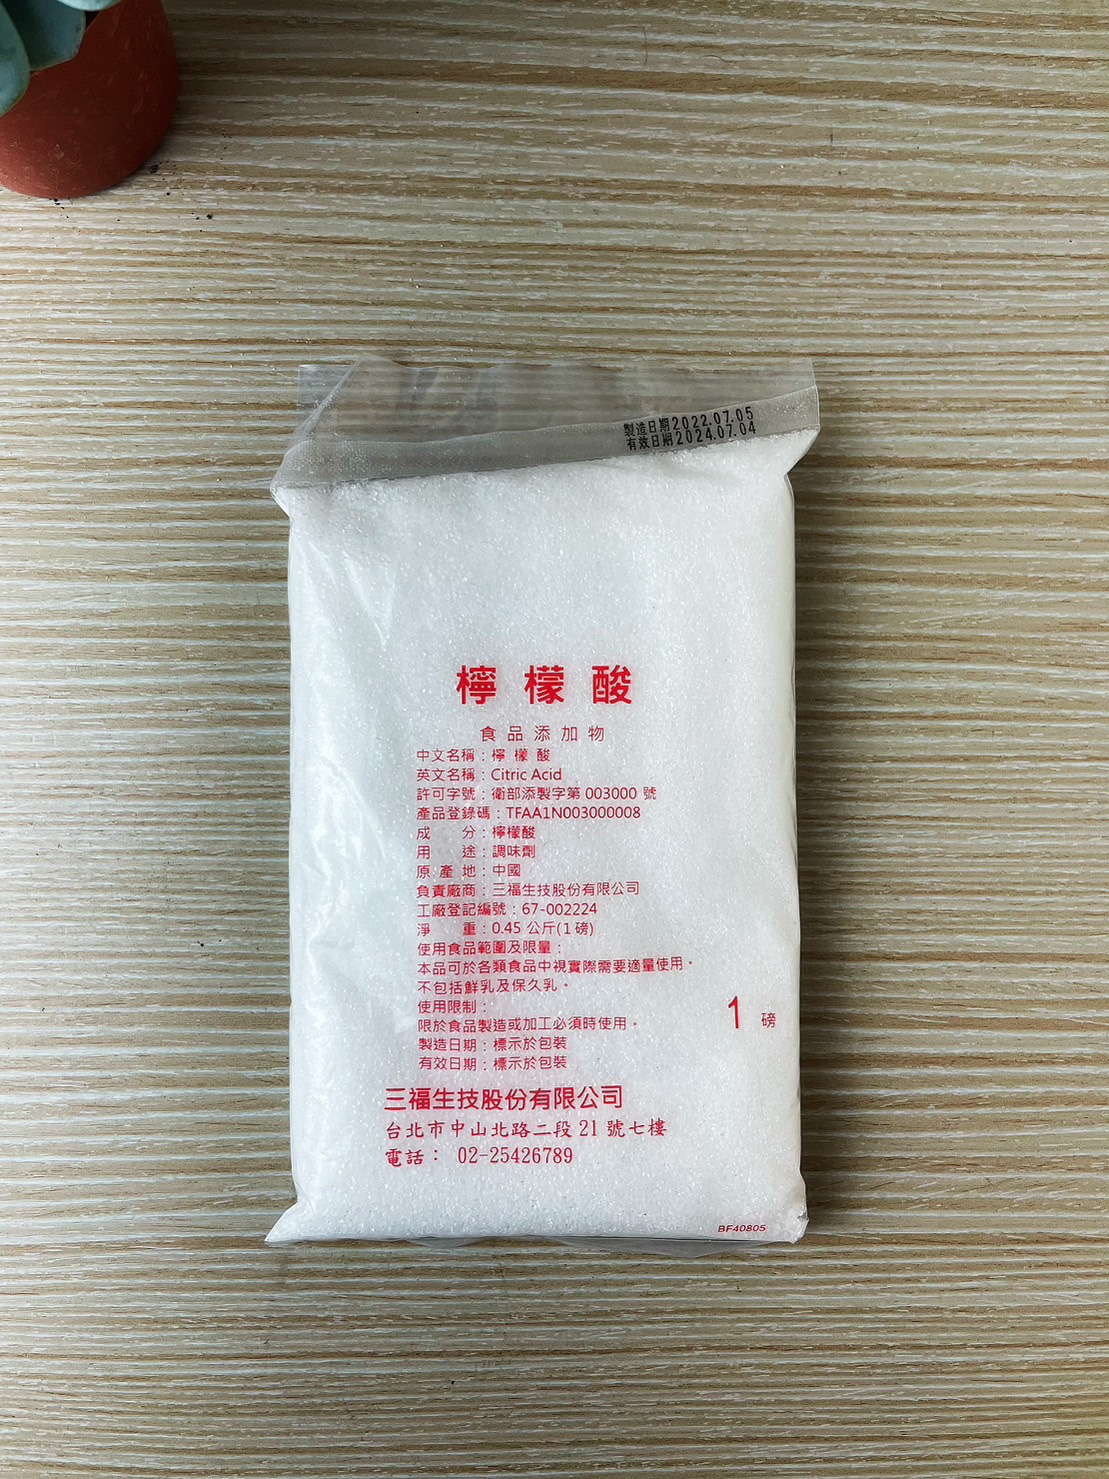 製造日期2022.07.05
有效日期2024.07.04
檸檬酸
食品添加物
中文名稱：檸檬酸
英文名稱：Citric Acid
許可字號：衛部添製字第 003000 號
產品登錄碼：TFAA1N003000008
成　　分：檸檬酸
用　　途：調味劑
原 產 地：中國
負責廠商：三福生技股份有限公司
工廠登記編號：67-002224
淨　　重：0.45 公斤(1 磅)
使用食品範圍及限量：
本品可於各類食品中視實際需要適量使用。
不包括鮮乳及保久乳。
使用限制：
限於食品製造或加工必須時使用。
製造日期：標示於包裝
有效日期：標示於包裝
1 磅
三福生技股份有限公司
台北市中山北路二段 21 號七樓
電話： 02-25426789
BF40805